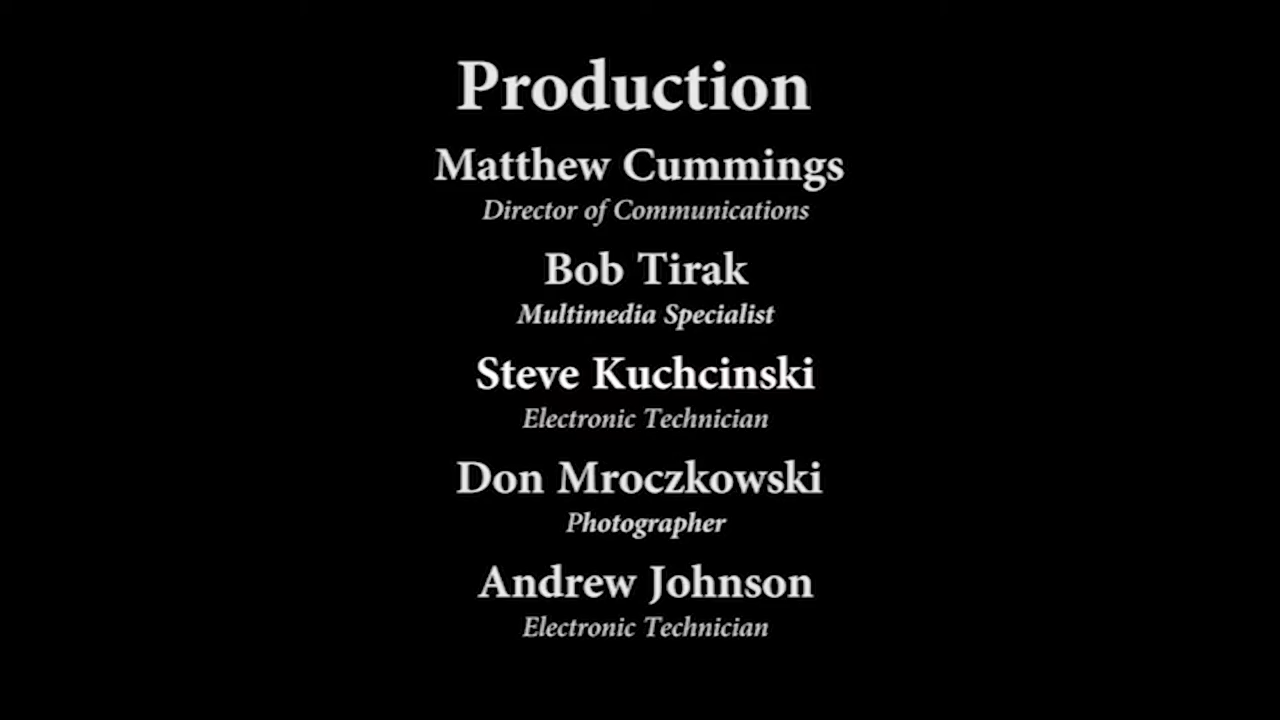 Production
Matthew Cummings
Director of Communications
Bob Tirak
Multimedia Specialist
Steve Kuchcinski
Electronic Technician
Don Mroczkowski
Photographer
Andrew Johnson
Electronic Technician